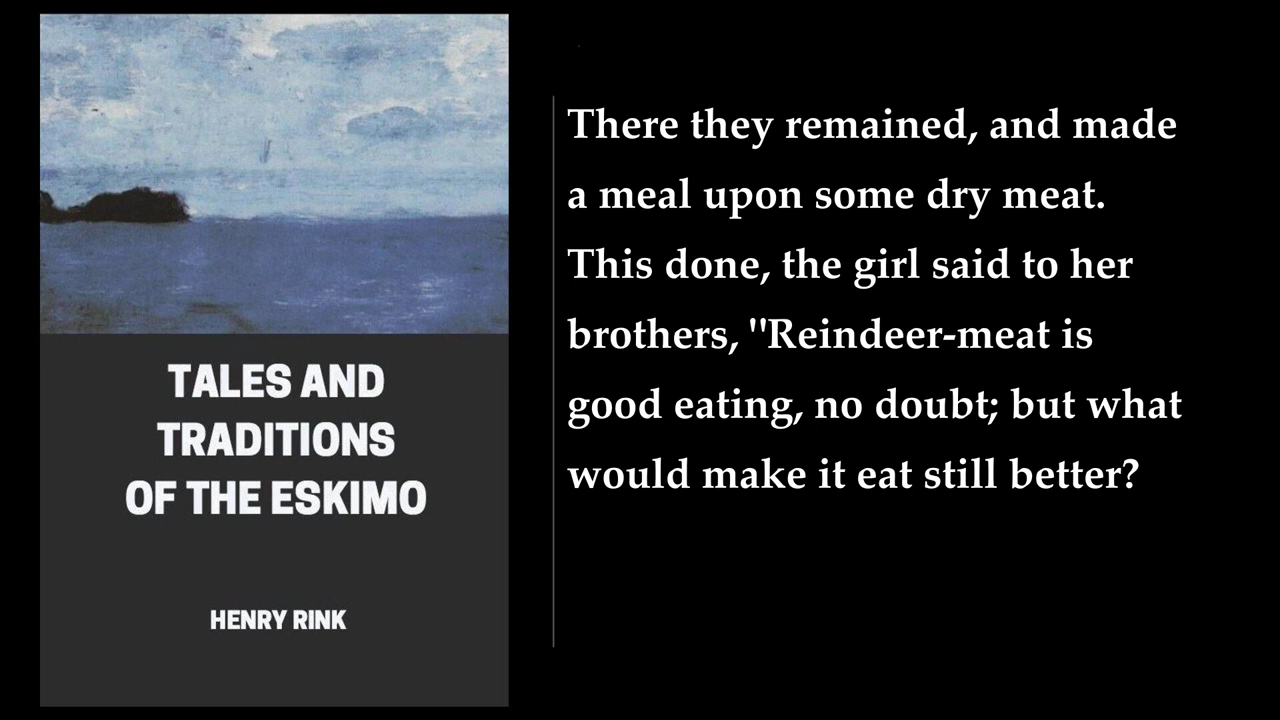 TALES AND
TRADITIONS
OF THE ESKIMO
HENRY RINK
There they remained, and made
a meal upon some dry meat.
This done, the girl said to her
brothers, "Reindeer-meat is
good eating, no doubt; but what
would make it eat still better?